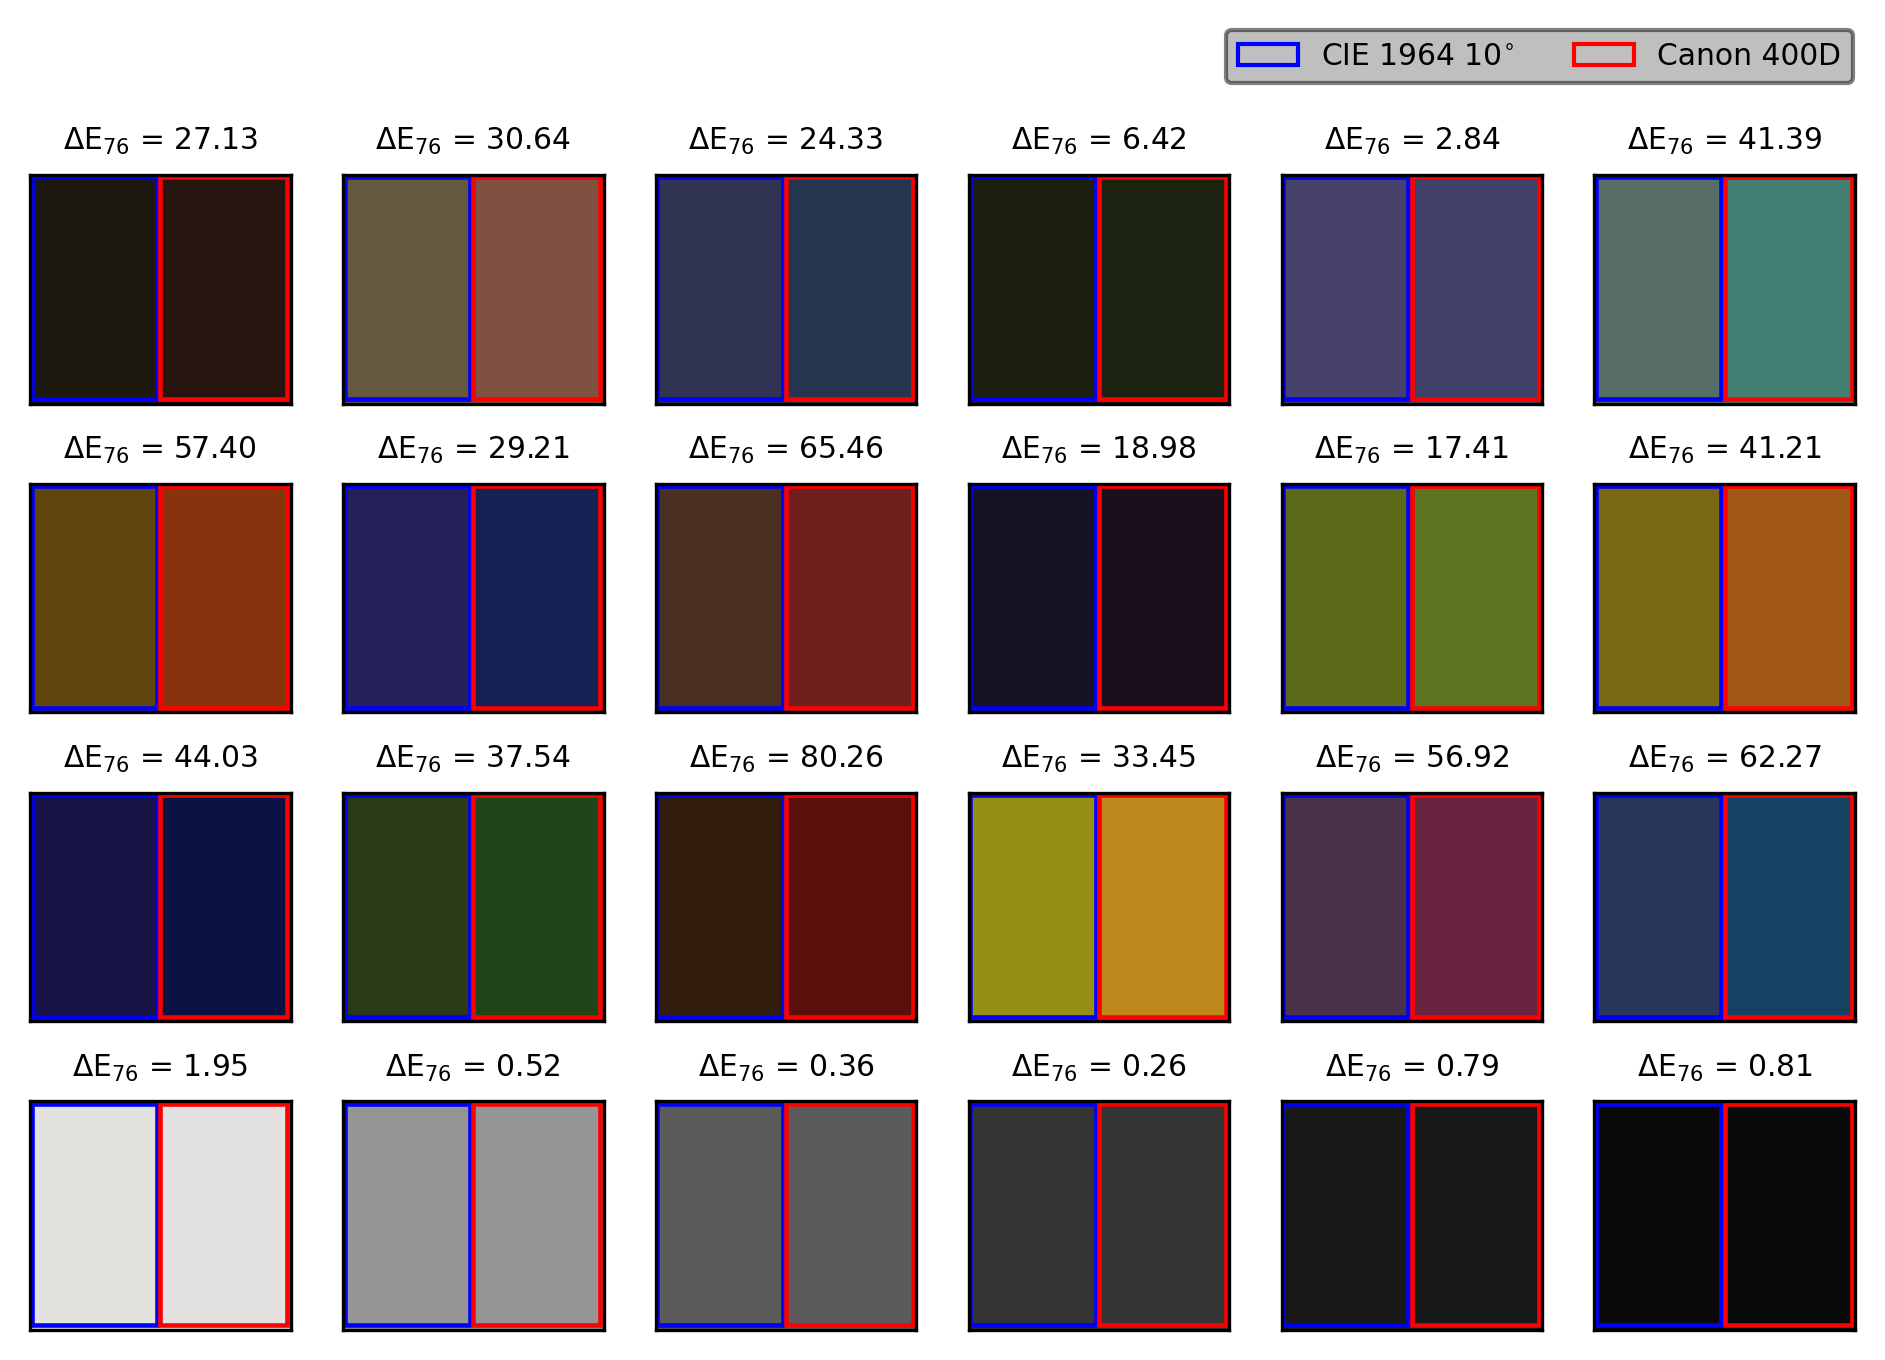 CIE 1964 10° Canon 400D
ΔE76 = 27.13 ΔE76 = 30.64 ΔE76 = 24.33 ΔE76 = 6.42 ΔE76 = 2.84 ΔE76 = 41.39
ΔE76 = 57.40 ΔE76 = 29.21 ΔE76 = 65.46 ΔE76 = 18.98 ΔE76 = 17.41 ΔE76 = 41.21
ΔE76 = 44.03 ΔE76 = 37.54 ΔE76 = 80.26 ΔE76 = 33.45 ΔE76 = 56.92 ΔE76 = 62.27
ΔE76 = 1.95 ΔE76 = 0.52 ΔE76 = 0.36 ΔE76 = 0.26 ΔE76 = 0.79 ΔE76 = 0.81